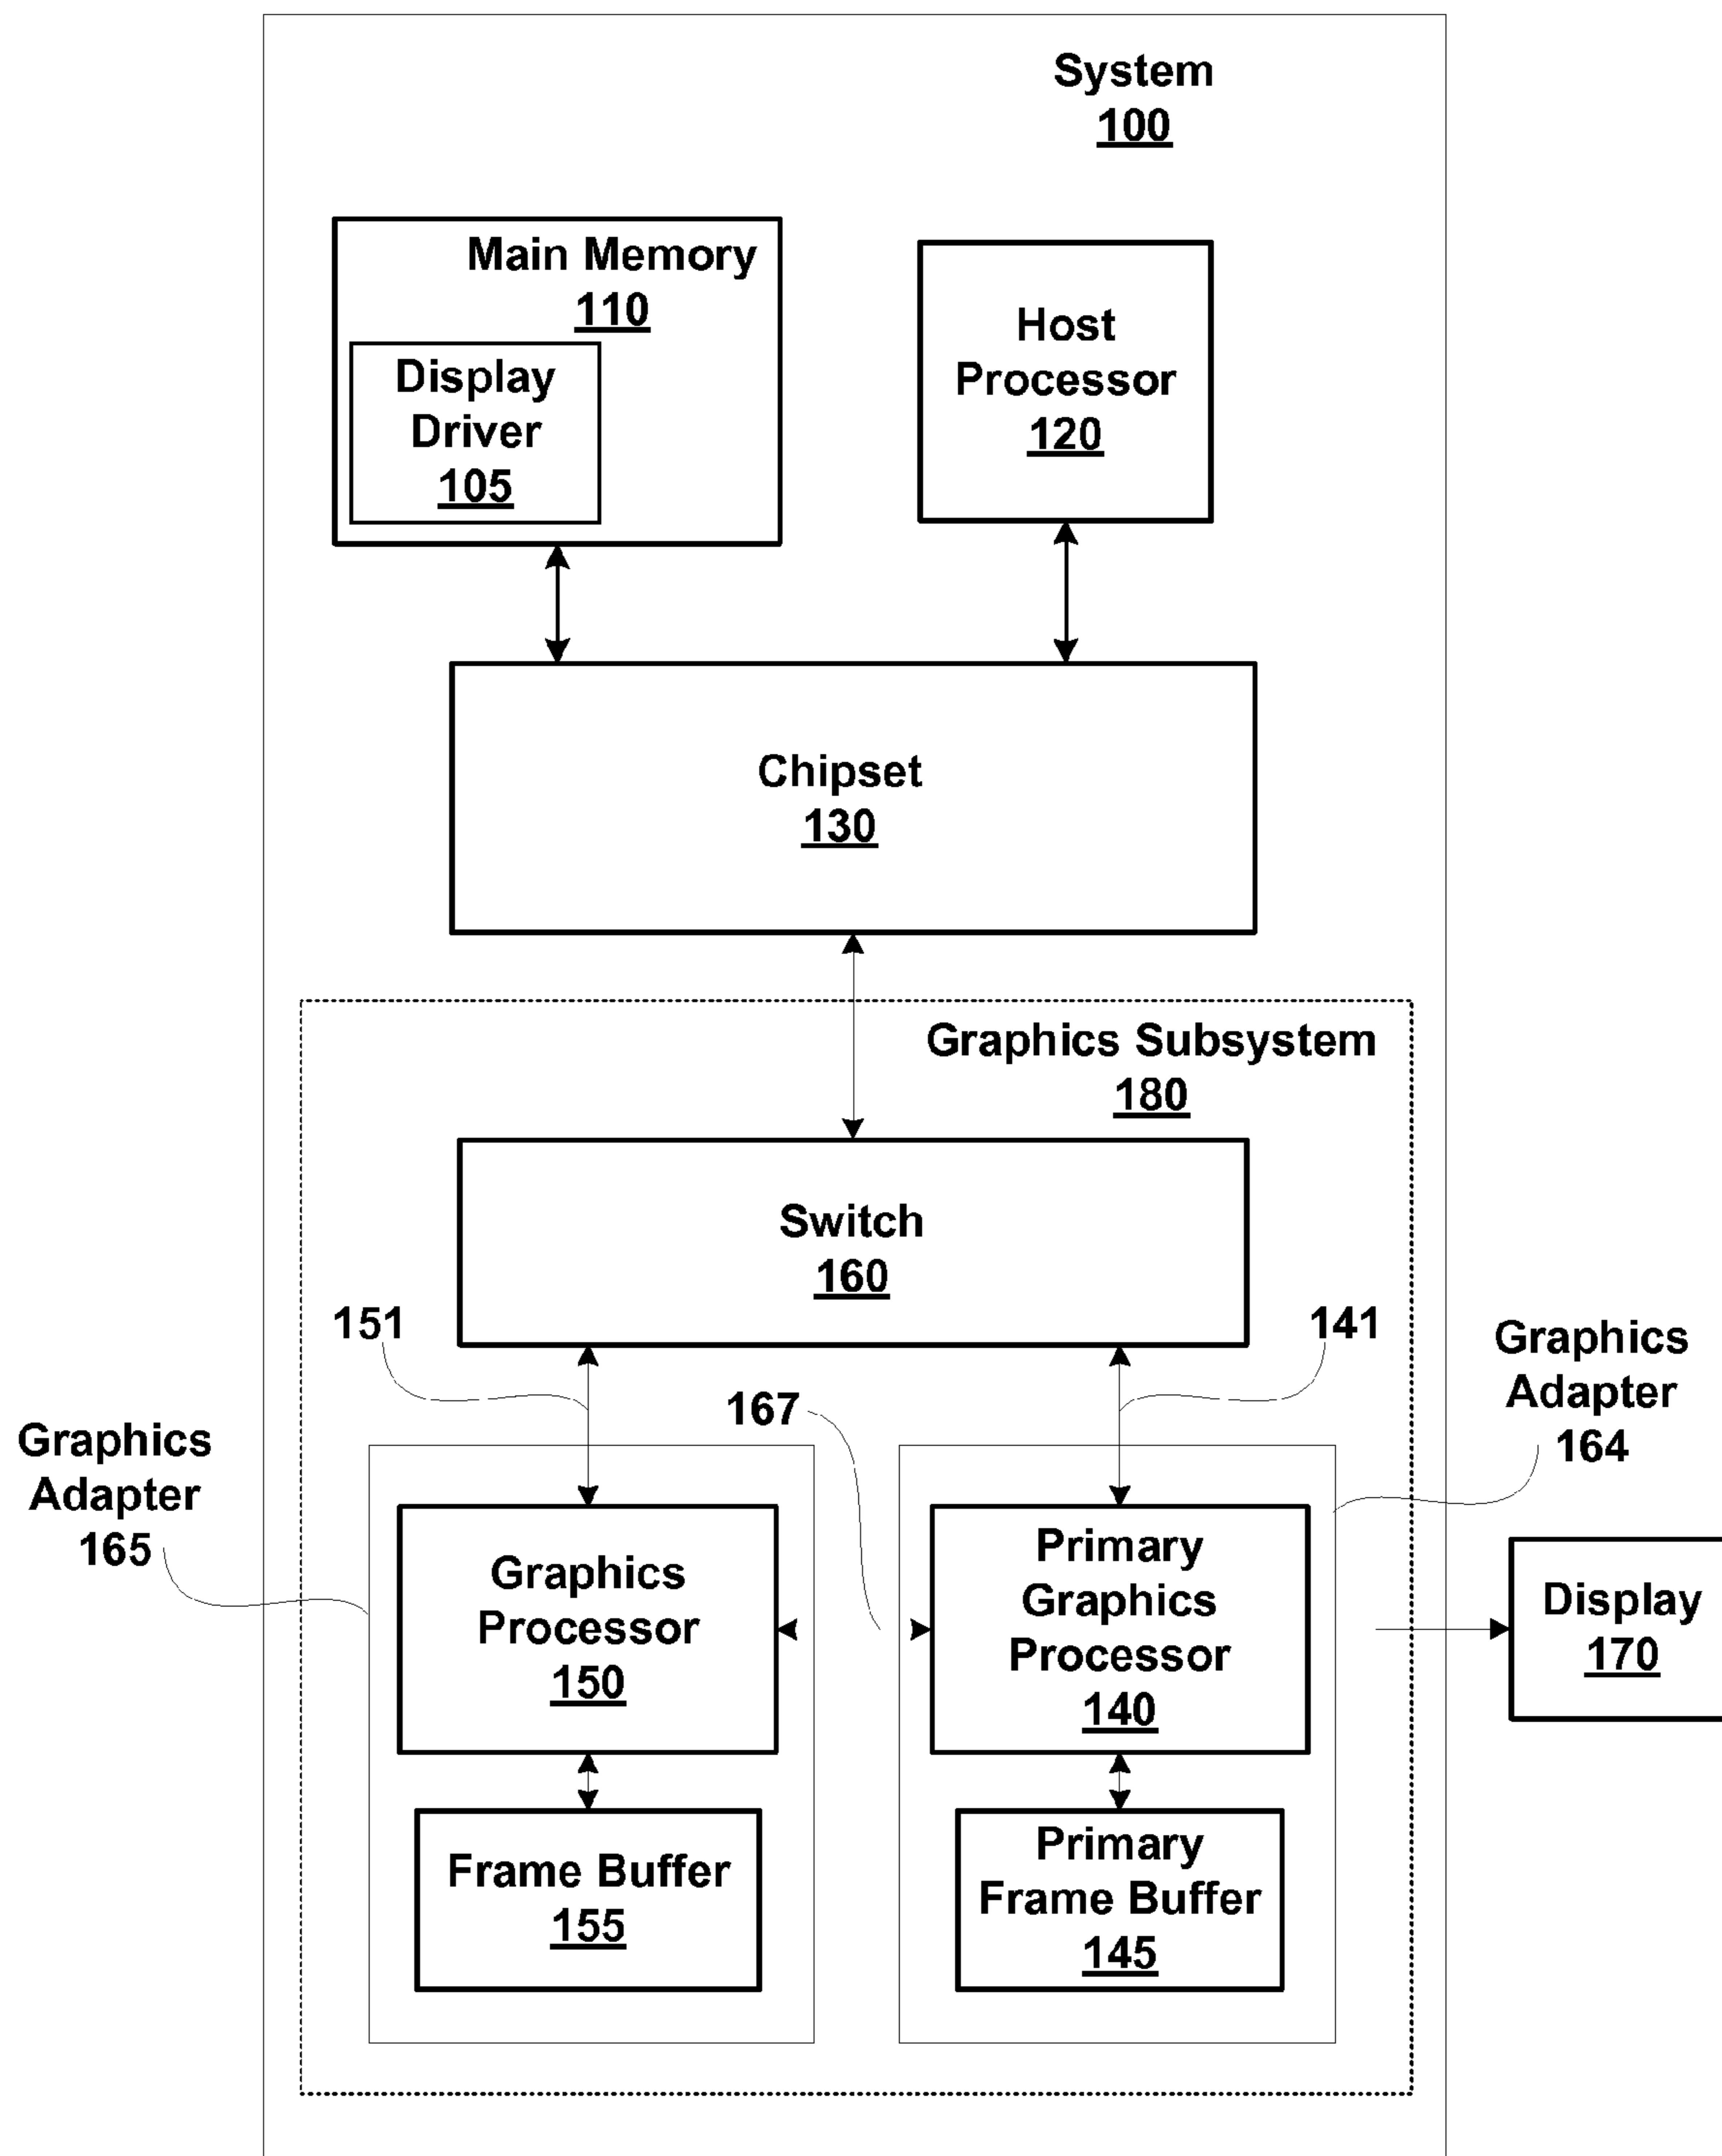 System
100
Main Memory
110
Display
Driver
105
Host
Processor
120
Chipset
130
Graphics Subsystem
180
Switch
160
151
141
167
Graphics
Adapter
164
Graphics
Adapter
165
Graphics
Processor
150
Primary
Graphics
Processor
140
Display
170
Frame Buffer
155
Primary
Frame Buffer
145